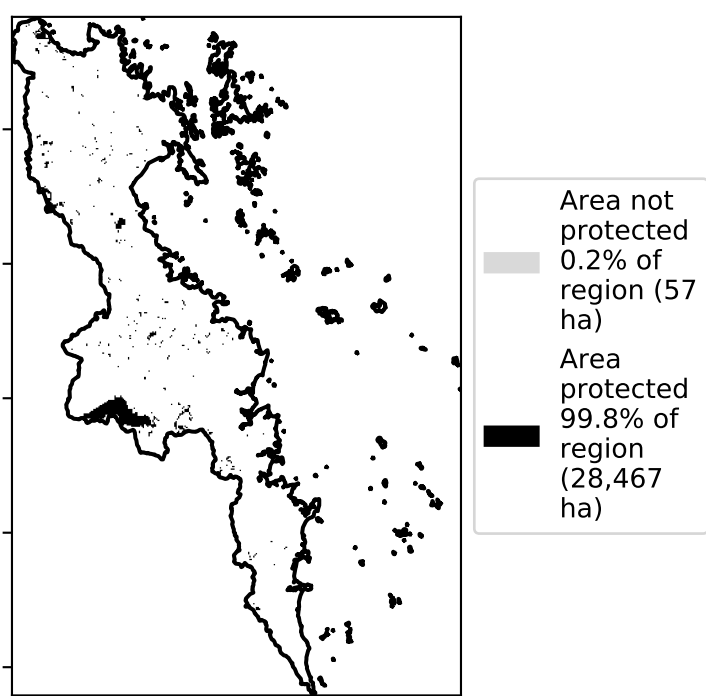 Area not
protected
0.2% of
region (57
ha)
Area
protected
99.8% of
region
(28,467
ha)